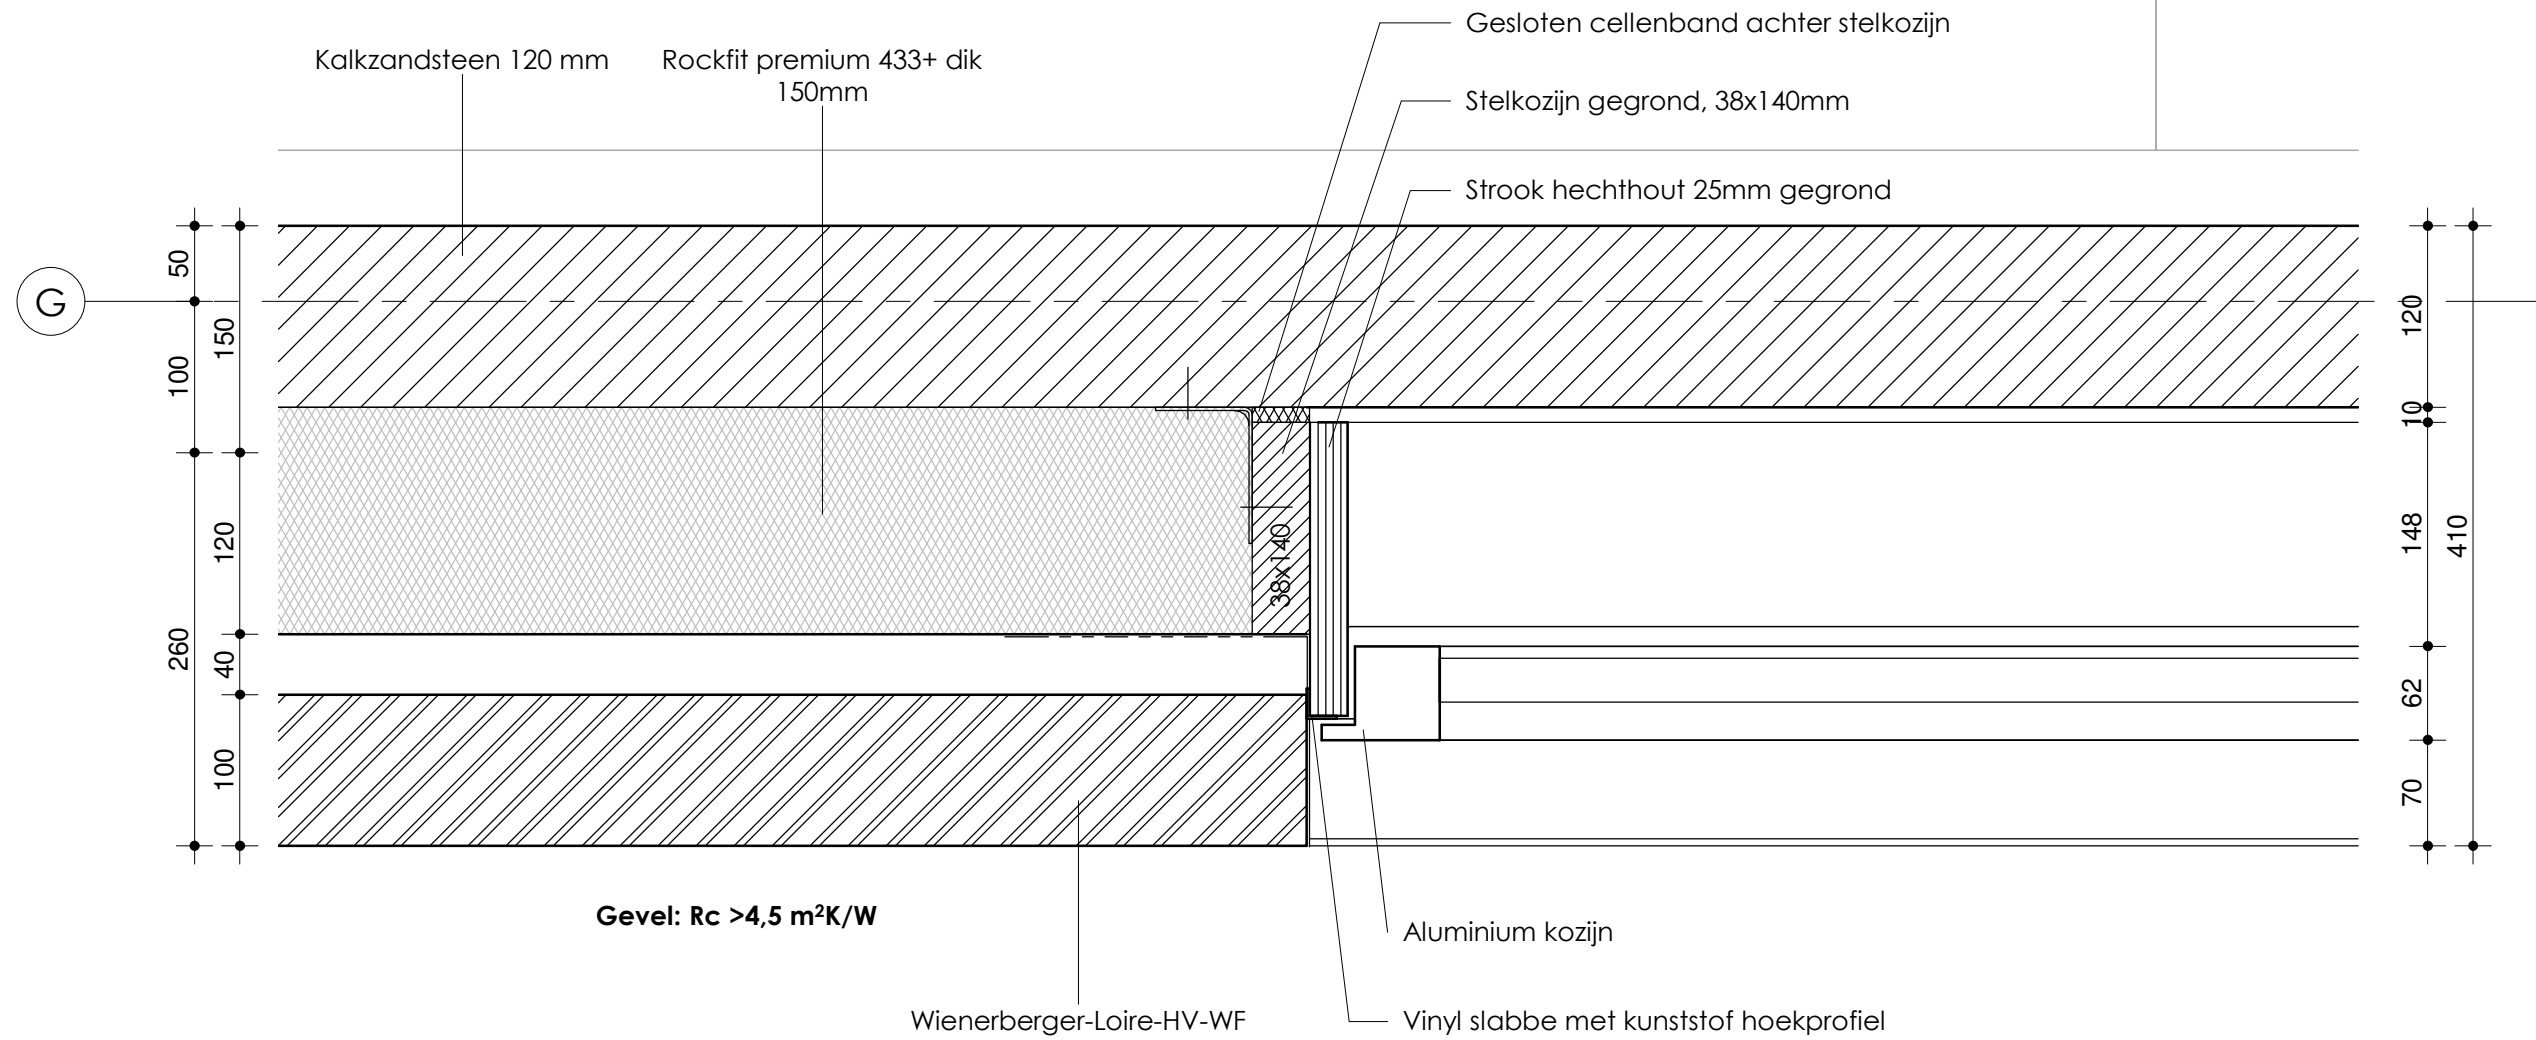 Gesloten cellenband achter stelkozijn
Kalkzandsteen 120 mm
Rockfit premium 433+ dik
150mm
Stelkozijn gegrond, 38x140mm
Strook hechthout 25mm gegrond
G
50
100
260
150
120
40
100
38x140
120
10
148
62
70
410
Gevel: Rc >4,5 m²K/W
Aluminium kozijn
Wienerberger-Loire-HV-WF
Vinyl slabbe met kunststof hoekprofiel